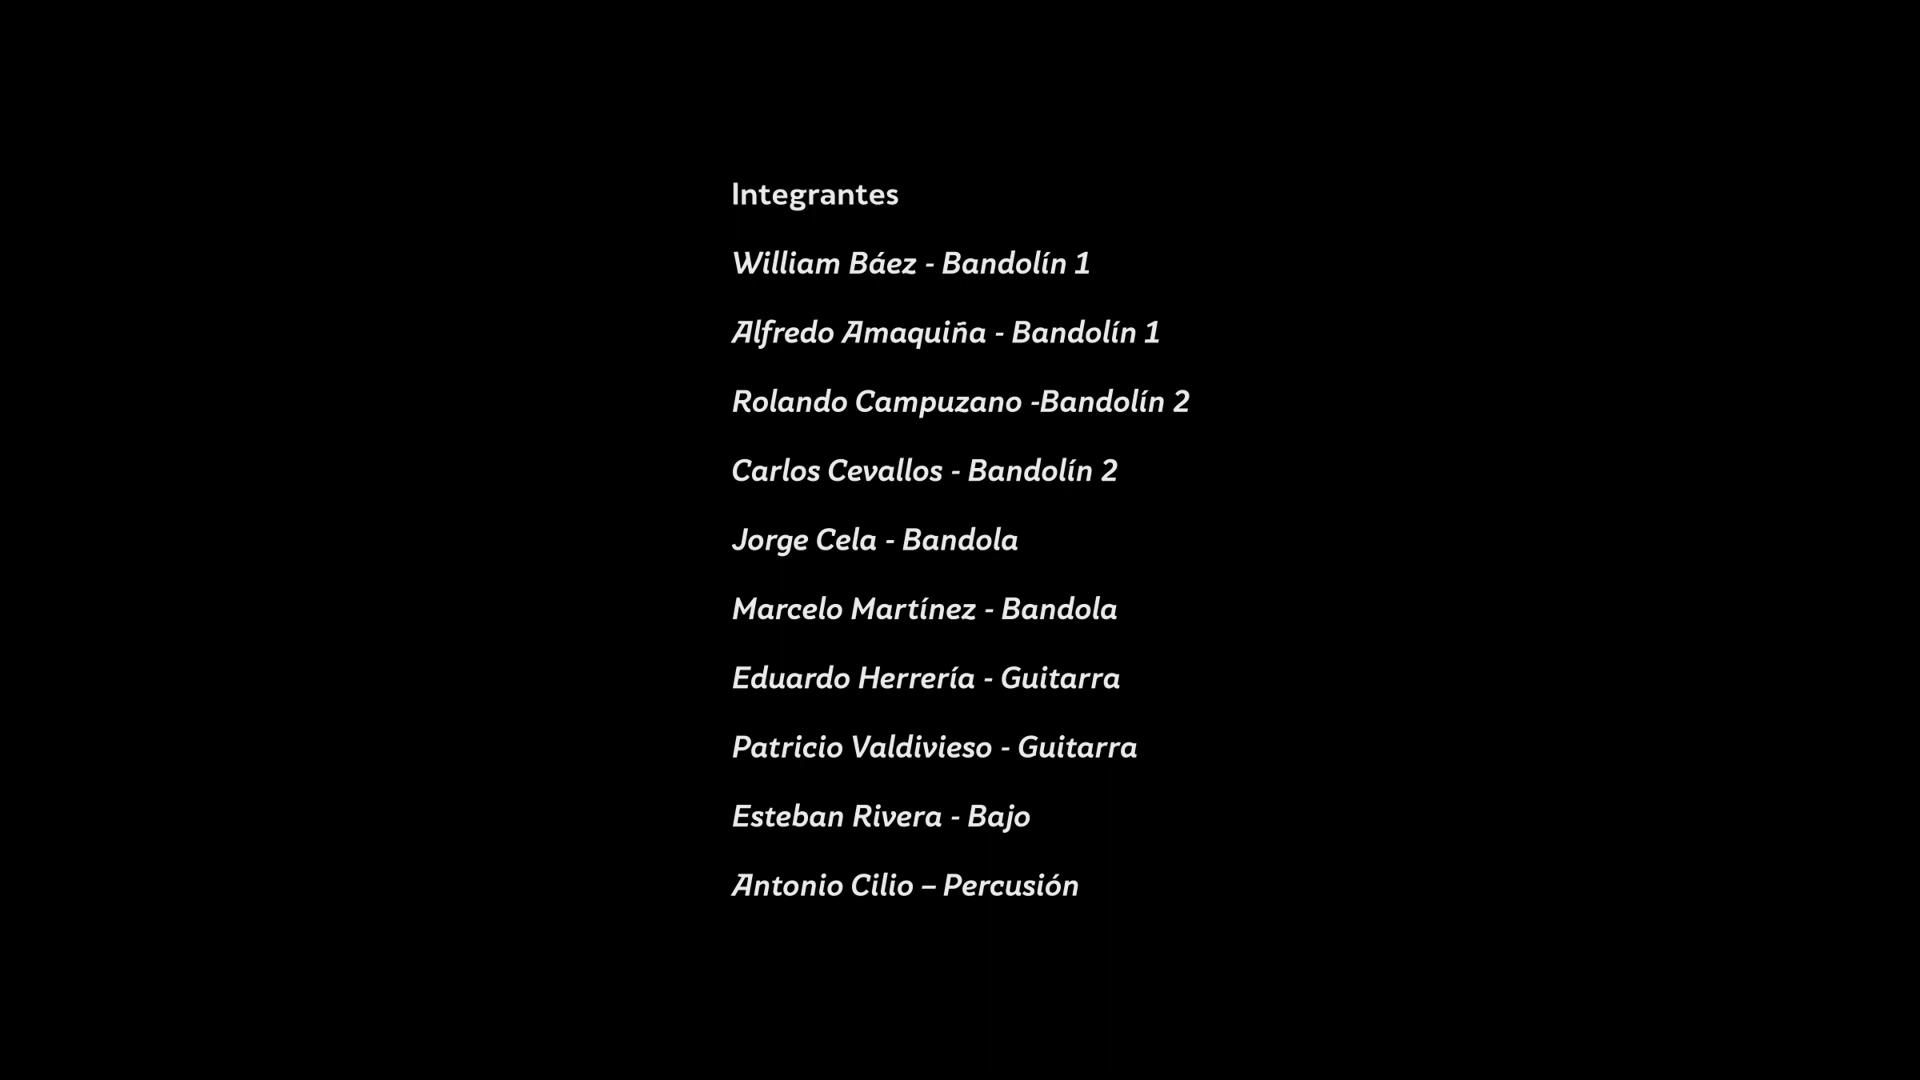 Integrantes
William Báez - Bandolín 1
Alfredo Amaquiña - Bandolín 1
Rolando Campuzano -Bandolín 2
Carlos Cevallos - Bandolín 2
Jorge Cela - Bandola
Marcelo Martínez - Bandola
Eduardo Herrería - Guitarra
Patricio Valdivieso - Guitarra
Esteban Rivera - Bajo
Antonio Cilio – Percusión